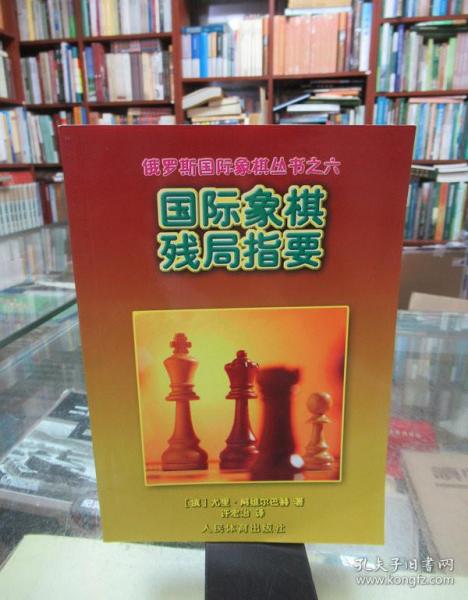 俄罗斯国际象棋丛书之六
国际象棋
残局指要
[俄] 尤里·阿维尔巴赫 著
许宏治 译
人民体育出版社
孔夫子旧书网
www.kongfz.com